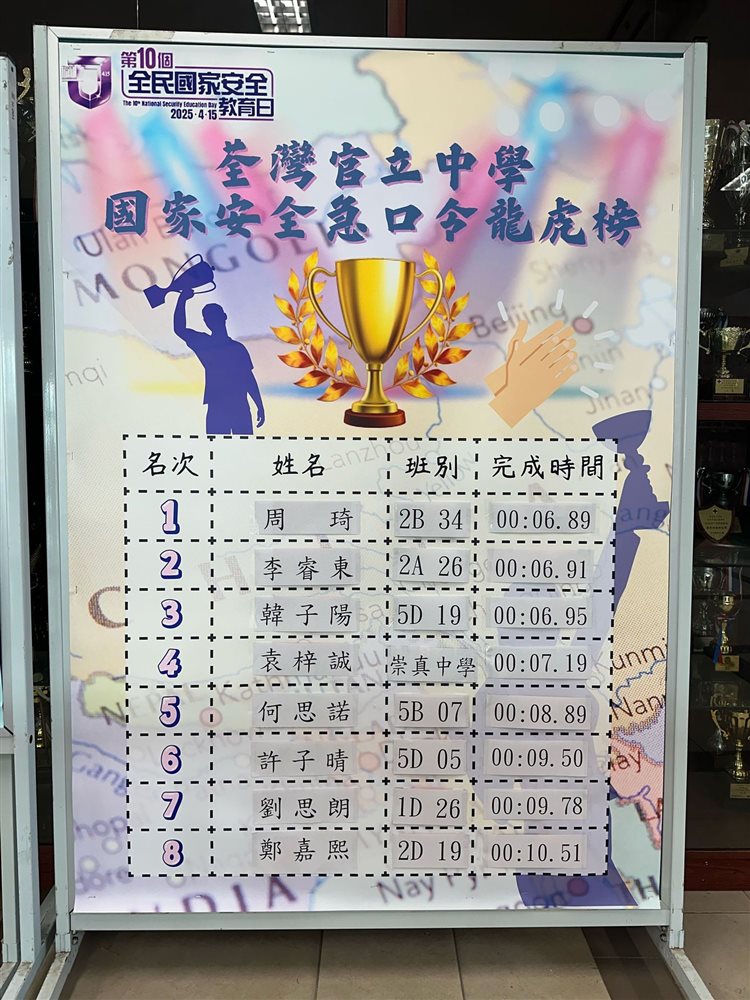 第10個
全民國家安全
The 10th National Security Education Day
教育日
2025·4·15
荃灣官立中學
國家安全急口令龍虎榜
MONGOL
Beijing
Jinan
名次 姓名 班別 完成時間
1 周 琦 2B 34 00:06.89
2 李睿東 2A 26 00:06.91
3 韓子陽 5D 19 00:06.95
4 袁梓誠 崇真中學 00:07.19
5 何思諾 5B 07 00:08.89
6 許子晴 5D 05 00:09.50
7 劉思朗 1D 26 00:09.78
8 鄭嘉熙 2D 19 00:10.51
Kunmi
Nann
Nay Py